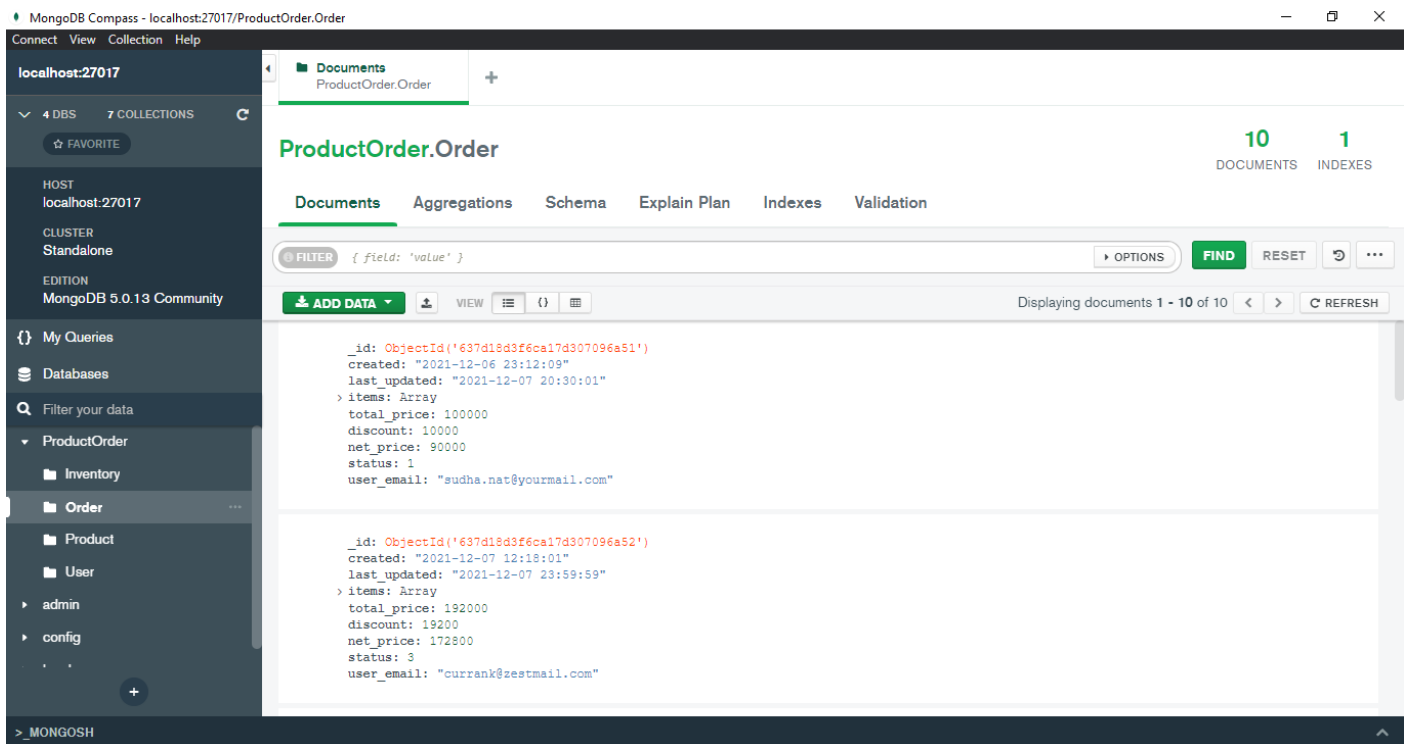 MongoDB Compass - localhost:27017/ProductOrder.Order
Connect View Collection Help
localhost:27017
4 DBS 7 COLLECTIONS
FAVORITE
HOST
localhost:27017
CLUSTER
Standalone
EDITION
MongoDB 5.0.13 Community
{} My Queries
Databases
Filter your data
ProductOrder
Inventory
Order
Product
User
admin
config
>_MONGOSH
Documents
ProductOrder.Order
ProductOrder.Order
10
DOCUMENTS
1
INDEXES
Documents Aggregations Schema Explain Plan Indexes Validation
FILTER { field: 'value' } OPTIONS FIND RESET
ADD DATA VIEW {} Displaying documents 1 - 10 of 10 < > REFRESH
_id: ObjectId('637d18d3f6ca17d307096a51')
created: "2021-12-06 23:12:09"
last_updated: "2021-12-07 20:30:01"
items: Array
total_price: 100000
discount: 10000
net_price: 90000
status: 1
user_email: "sudha.nat@yourmail.com"
_id: ObjectId('637d18d3f6ca17d307096a52')
created: "2021-12-07 12:18:01"
last_updated: "2021-12-07 23:59:59"
items: Array
total_price: 192000
discount: 19200
net_price: 172800
status: 3
user_email: "currank@zestmail.com"